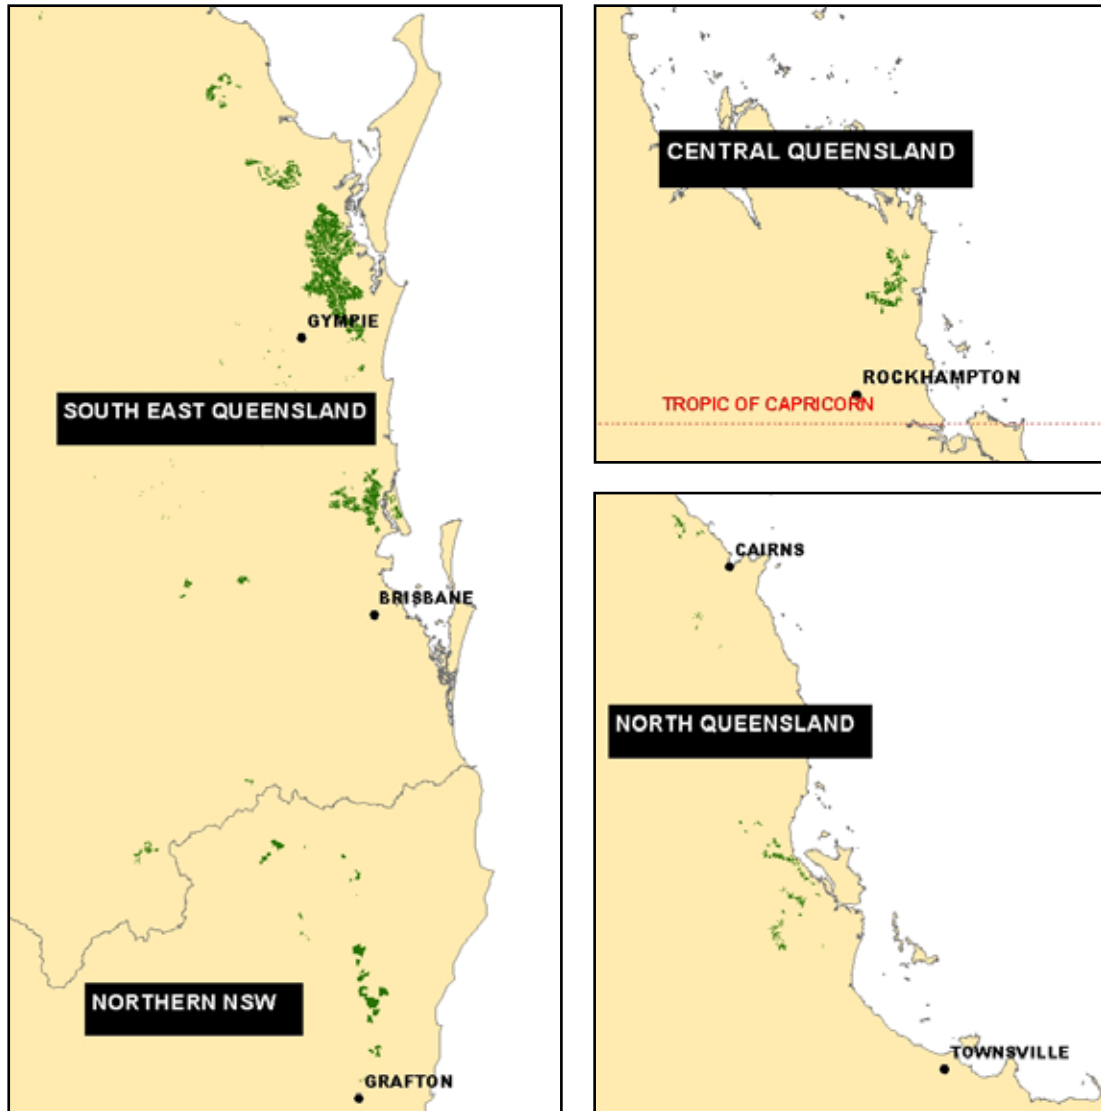 GYMPIE
SOUTH EAST QUEENSLAND
BRISBANE
NORTHERN NSW
GRAFTON
CENTRAL QUEENSLAND
ROCKHAMPTON
TROPIC OF CAPRICORN
CAIRNS
NORTH QUEENSLAND
TOWNSVILLE